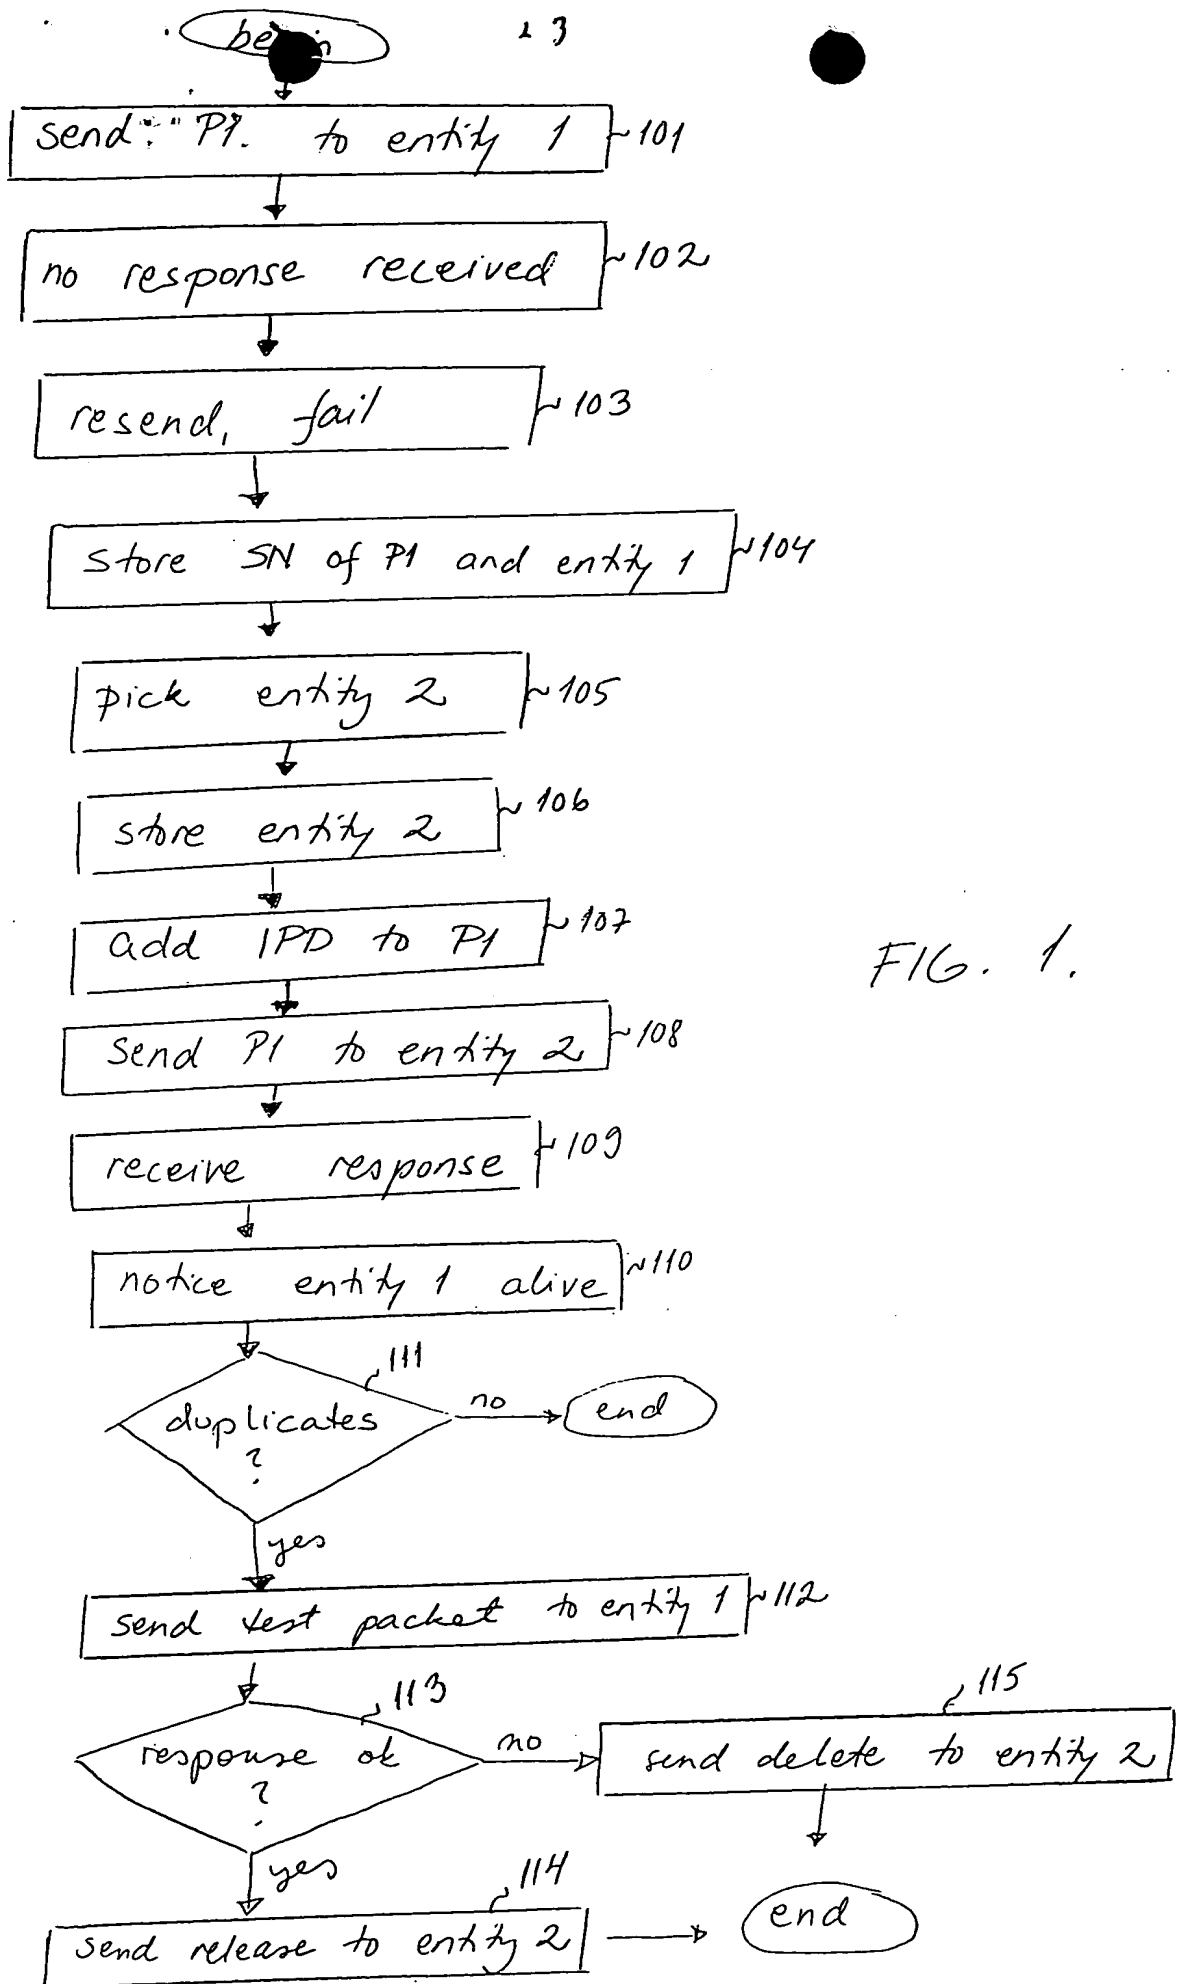 13
send P1. to entity 1 ~101
no response received ~102
resend, fail ~103
store SN of P1 and entity 1 ~104
pick entity 2 ~105
store entity 2 ~106
add IPD to P1 ~107
FIG. 1.
send P1 to entity 2 ~108
receive response ~109
notice entity 1 alive ~110
111
duplicates
?
no
end
yes
send test packet to entity 1 ~112
113
response ok
?
no
115
send delete to entity 2
yes
114
send release to entity 2
end